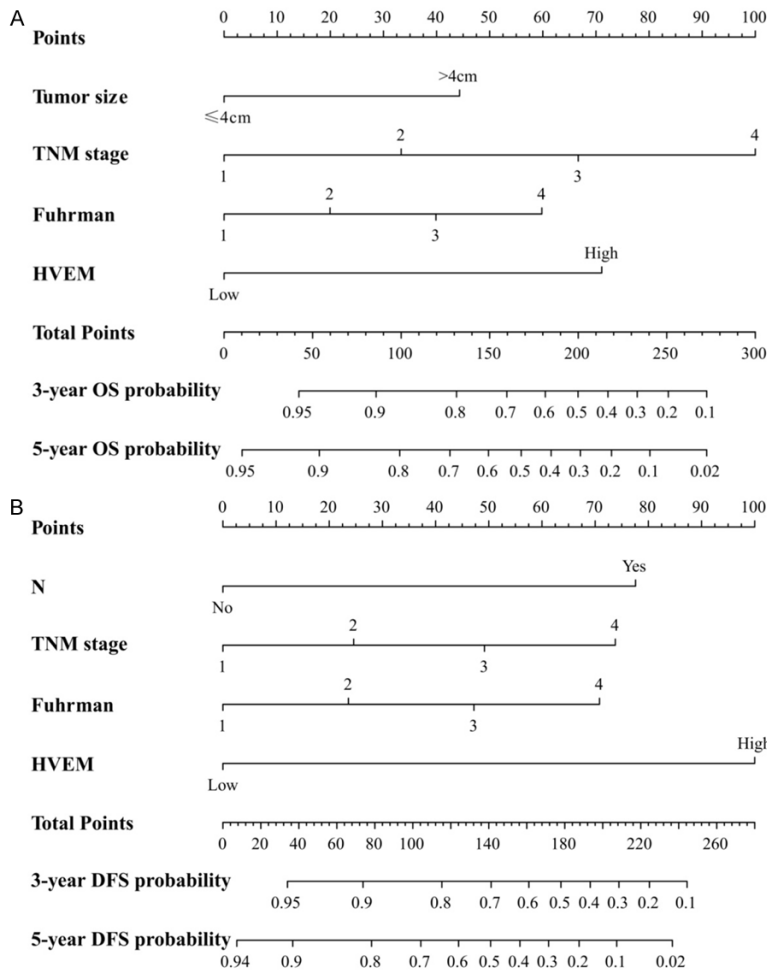 A
0 10 20 30 40 50 60 70 80 90 100
Points
>4cm
Tumor size
≤4cm
2 4
TNM stage
1 3
2 4
Fuhrman
1 3
High
HVEM
Low
Total Points
0 50 100 150 200 250 300
3-year OS probability
0.95 0.9 0.8 0.7 0.6 0.5 0.4 0.3 0.2 0.1
5-year OS probability
0.95 0.9 0.8 0.7 0.6 0.5 0.4 0.3 0.2 0.1 0.02
B
0 10 20 30 40 50 60 70 80 90 100
Points
Yes
N
No
2 4
TNM stage
1 3
2 4
Fuhrman
1 3
High
HVEM
Low
Total Points
0 20 40 60 80 100 140 180 220 260
3-year DFS probability
0.95 0.9 0.8 0.7 0.6 0.5 0.4 0.3 0.2 0.1
5-year DFS probability
0.94 0.9 0.8 0.7 0.6 0.5 0.4 0.3 0.2 0.1 0.02